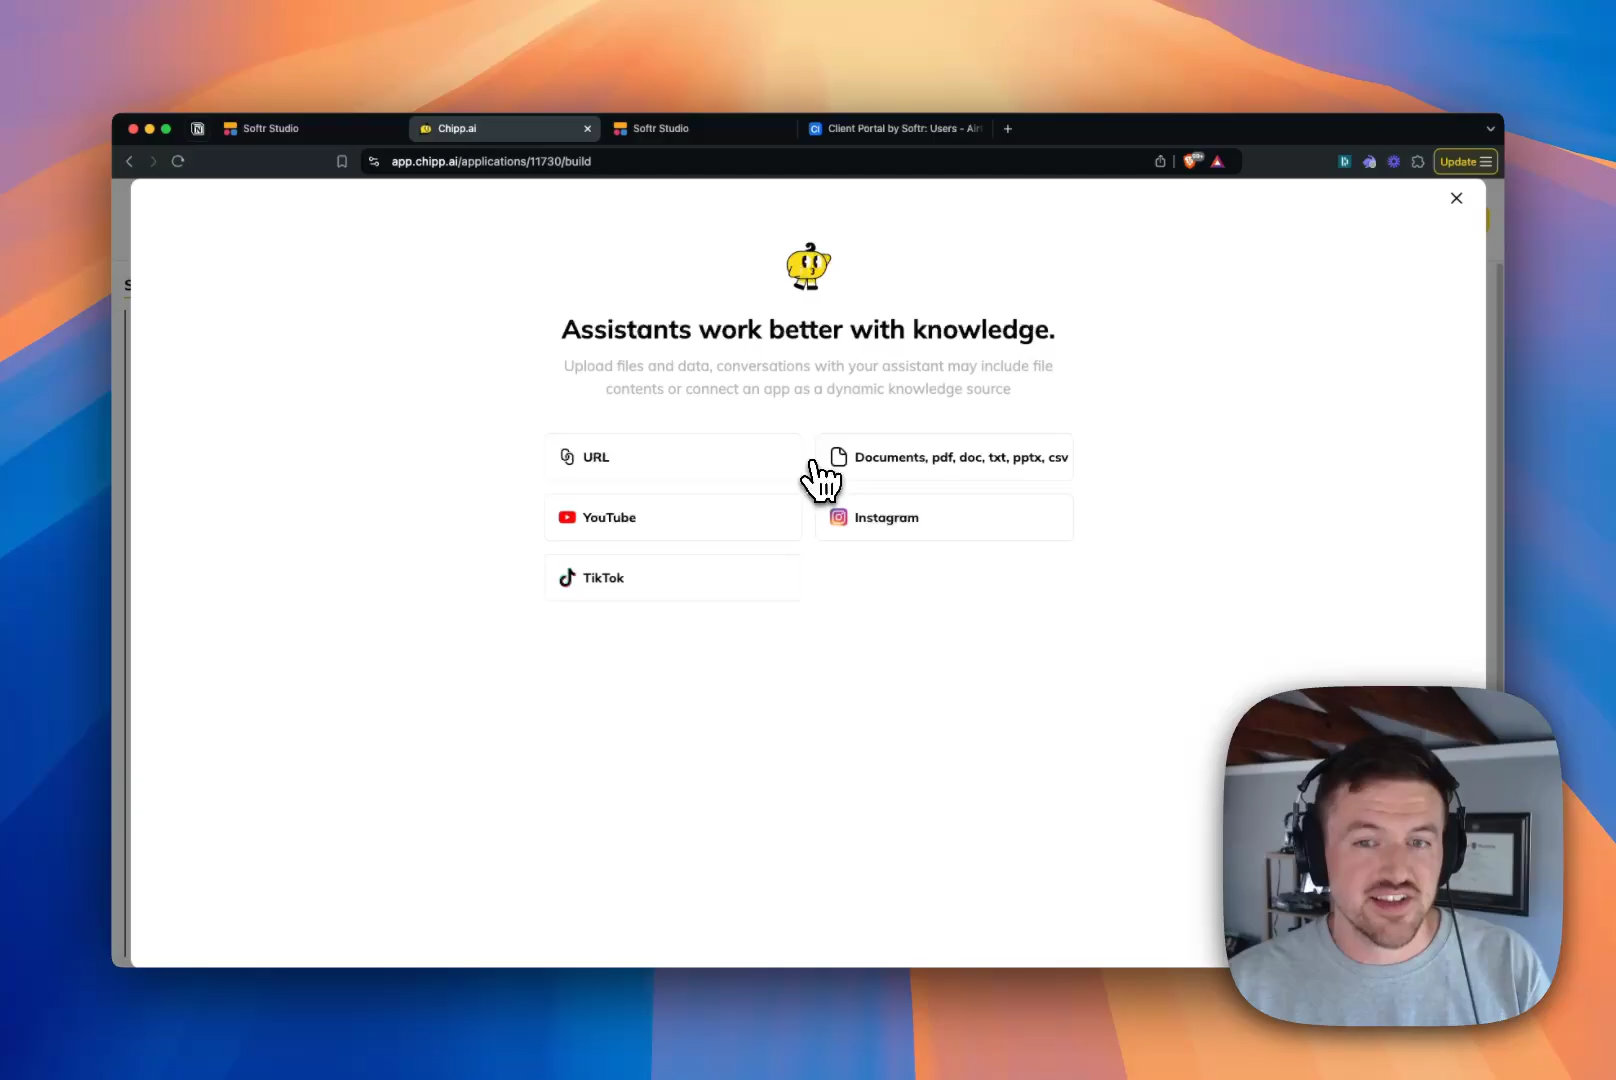 Softr Studio
Chipp.ai
Softr Studio
Client Portal by Softr: Users - Air
app.chipp.ai/applications/11730/build
Update
Assistants work better with knowledge.
Upload files and data, conversations with your assistant may include file
contents or connect an app as a dynamic knowledge source
URL
Documents, pdf, doc, txt, pptx, csv
YouTube
Instagram
TikTok